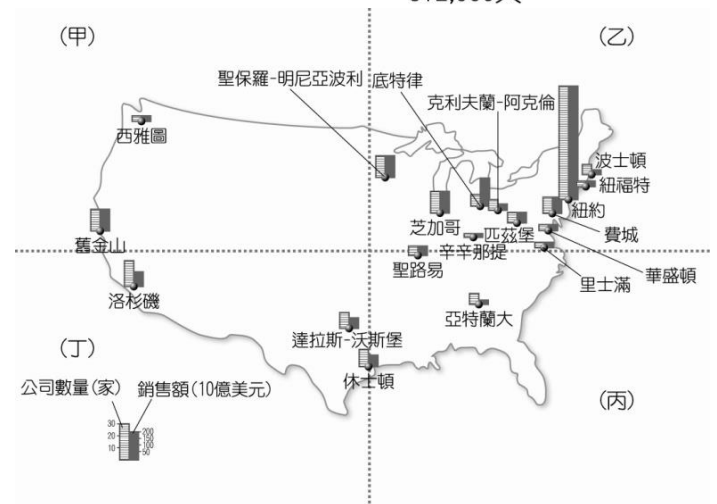 (甲)
(乙)
聖保羅-明尼亞波利
底特律
克利夫蘭-阿克倫
西雅圖
波士頓
紐福特
芝加哥
紐約
匹茲堡
費城
舊金山
辛辛那提
聖路易
華盛頓
里士滿
洛杉磯
亞特蘭大
達拉斯-沃斯堡
(丁)
休士頓
公司數量(家)
銷售額(10億美元)
(丙)
30
20
10
200
150
100
50